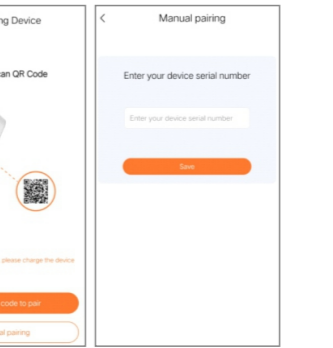 ng Device
an QR Code
please charge the device
code to pair
al pairing
Manual pairing
Enter your device serial number
Enter your device serial number
Save